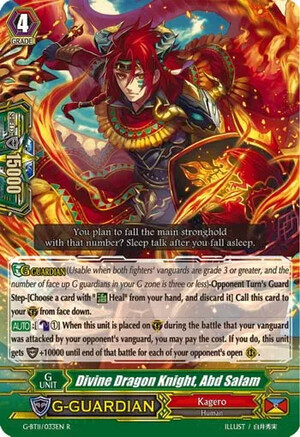 4
GRADE
15000
You plan to fall the main stronghold
with that number? Sleep talk after you fall asleep.
G GUARDIAN (Usable when both fighters' vanguards are grade 3 or greater, and the
number of face up G guardians in your G zone is three or less)-Opponent's Turn's Guard
Step-[Choose a card with " Heal" from your hand, and discard it] Call this card to
your from face down.
AUTO: When this unit is placed on during the battle that your vanguard
was attacked by your opponent's vanguard, you may pay the cost. If you do, this unit
gets +10000 until end of that battle for each of your opponent's open .
G
UNIT
Divine Dragon Knight, Abd Salam
G-GUARDIAN
Kagero
Human
G-BT11/033EN R
ILLUST / 白井秀実